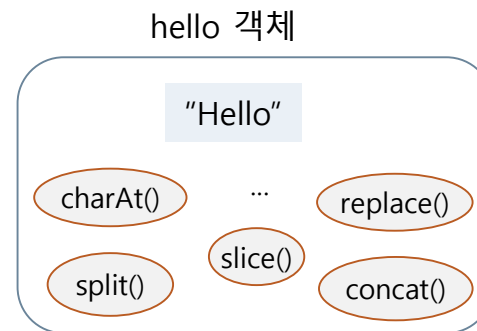 hello 객체
"Hello"
charAt()
...
replace()
slice()
split()
concat()